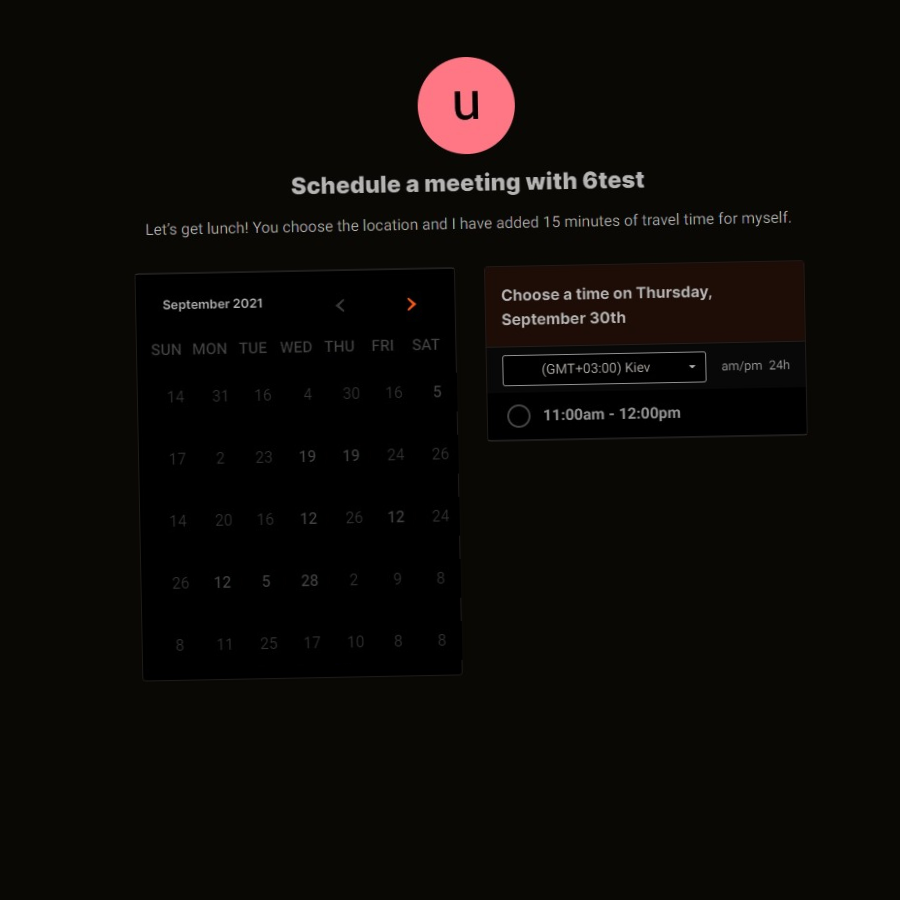 u
Schedule a meeting with 6test
Let's get lunch! You choose the location and I have added 15 minutes of travel time for myself.
September 2021
SUN MON TUE WED THU FRI SAT
14 31 16 4 30 16 5
17 2 23 19 19 24 26
14 20 16 12 26 12 24
26 12 5 28 2 9 8
8 11 25 17 10 8 8
Choose a time on Thursday,
September 30th
(GMT+03:00) Kiev
am/pm 24h
11:00am - 12:00pm